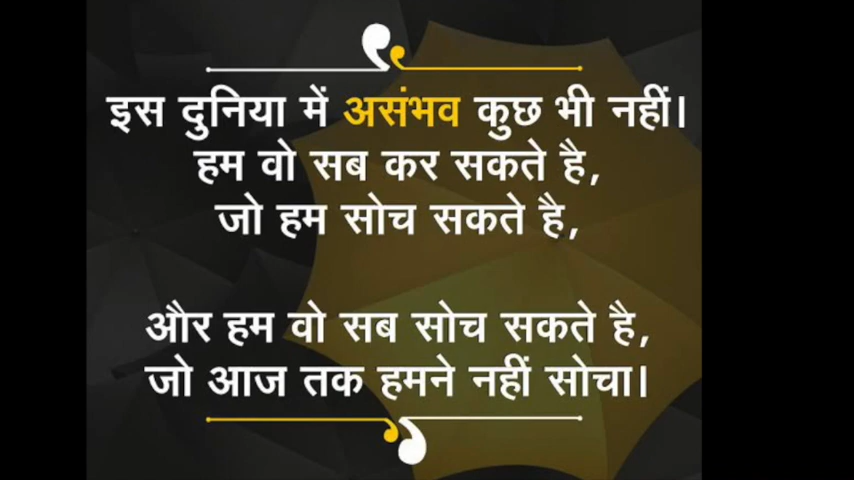 इस दुनिया में असंभव कुछ भी नहीं।
हम वो सब कर सकते है,
जो हम सोच सकते है,
और हम वो सब सोच सकते है,
जो आज तक हमने नहीं सोचा।